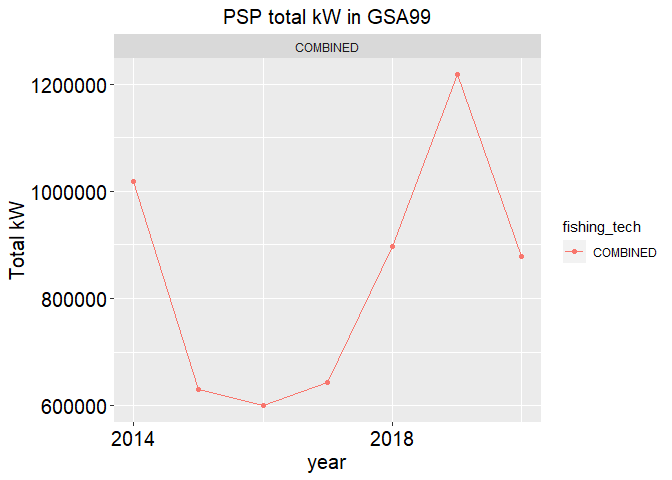 PSP total kW in GSA99
COMBINED
1200000
1000000
800000
600000
Total kW
2014
2018
year
fishing_tech
COMBINED